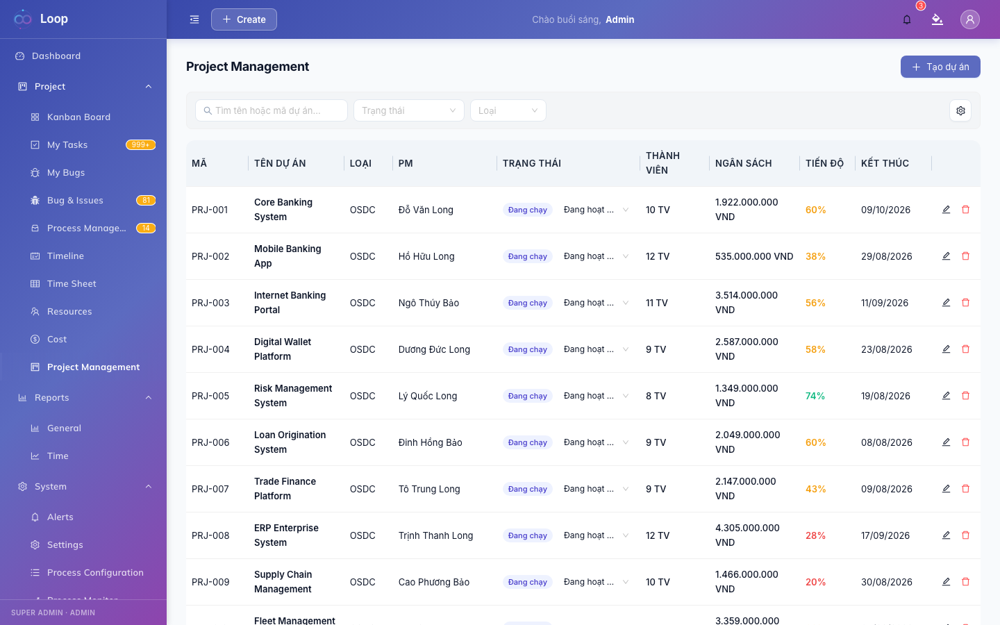 Loop
Create
Chào buổi sáng, Admin
3
Dashboard
Project
Kanban Board
My Tasks 999+
My Bugs
Bug & Issues 81
Process Manage... 14
Timeline
Time Sheet
Resources
Cost
Project Management
Reports
General
Time
System
Alerts
Settings
Process Configuration
Process Monitor
SUPER ADMIN · ADMIN
Project Management
Tạo dự án
Tìm tên hoặc mã dự án...
Trạng thái
Loại
MÃ TÊN DỰ ÁN LOẠI PM TRẠNG THÁI THÀNH VIÊN NGÂN SÁCH TIẾN ĐỘ KẾT THÚC
PRJ-001 Core Banking System OSDC Đỗ Văn Long Đang chạy Đang hoạt ... 10 TV 1.922.000.000 VND 60% 09/10/2026
PRJ-002 Mobile Banking App OSDC Hồ Hữu Long Đang chạy Đang hoạt ... 12 TV 535.000.000 VND 38% 29/08/2026
PRJ-003 Internet Banking Portal OSDC Ngô Thúy Bảo Đang chạy Đang hoạt ... 11 TV 3.514.000.000 VND 56% 11/09/2026
PRJ-004 Digital Wallet Platform OSDC Dương Đức Long Đang chạy Đang hoạt ... 9 TV 2.587.000.000 VND 58% 23/08/2026
PRJ-005 Risk Management System OSDC Lý Quốc Long Đang chạy Đang hoạt ... 8 TV 1.349.000.000 VND 74% 19/08/2026
PRJ-006 Loan Origination System OSDC Đinh Hồng Bảo Đang chạy Đang hoạt ... 9 TV 2.049.000.000 VND 60% 08/08/2026
PRJ-007 Trade Finance Platform OSDC Tô Trung Long Đang chạy Đang hoạt ... 9 TV 2.147.000.000 VND 43% 09/08/2026
PRJ-008 ERP Enterprise System OSDC Trịnh Thanh Long Đang chạy Đang hoạt ... 12 TV 4.305.000.000 VND 28% 17/09/2026
PRJ-009 Supply Chain Management OSDC Cao Phương Bảo Đang chạy Đang hoạt ... 10 TV 1.466.000.000 VND 20% 30/08/2026
Fleet Management 3.359.000.000